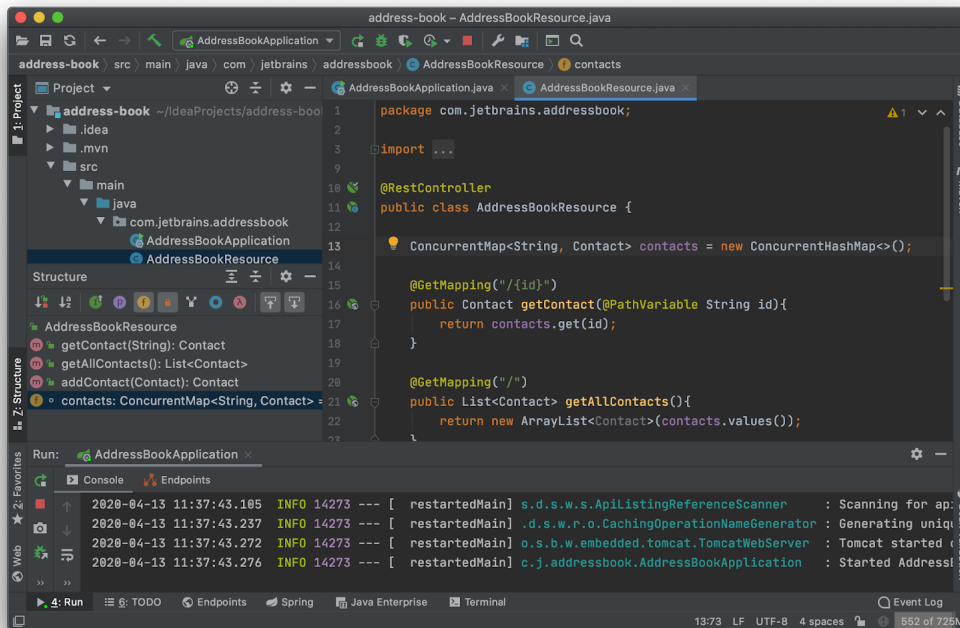 address-book – AddressBookResource.java
AddressBookApplication
address-book src main java com jetbrains addressbook AddressBookResource contacts
1: Project
Project
address-book ~/IdeaProjects/address-boo
.idea
.mvn
src
main
java
com.jetbrains.addressbook
AddressBookApplication
AddressBookResource
Structure
AddressBookResource
getContact(String): Contact
getAllContacts(): List<Contact>
addContact(Contact): Contact
contacts: ConcurrentMap<String, Contact> =
7: Structure
AddressBookApplication.java AddressBookResource.java
1 package com.jetbrains.addressbook;
1
2
3 import ...
9
10 @RestController
11 public class AddressBookResource {
12
13 ConcurrentMap<String, Contact> contacts = new ConcurrentHashMap<>();
14
15 @GetMapping("/{id}")
16 public Contact getContact(@PathVariable String id){
17 return contacts.get(id);
18 }
19
20 @GetMapping("/")
21 public List<Contact> getAllContacts(){
22 return new ArrayList<Contact>(contacts.values());
23 }
Run: AddressBookApplication
Console Endpoints
2: Favorites
Web
2020-04-13 11:37:43.105 INFO 14273 --- [ restartedMain] s.d.s.w.s.ApiListingReferenceScanner : Scanning for api
2020-04-13 11:37:43.237 INFO 14273 --- [ restartedMain] .d.s.w.r.o.CachingOperationNameGenerator : Generating uniqu
2020-04-13 11:37:43.272 INFO 14273 --- [ restartedMain] o.s.b.w.embedded.tomcat.TomcatWebServer : Tomcat started
2020-04-13 11:37:43.276 INFO 14273 --- [ restartedMain] c.j.addressbook.AddressBookApplication : Started Address
4: Run 6: TODO Endpoints Spring Java Enterprise Terminal Event Log
13:73 LF UTF-8 4 spaces 552 of 725M